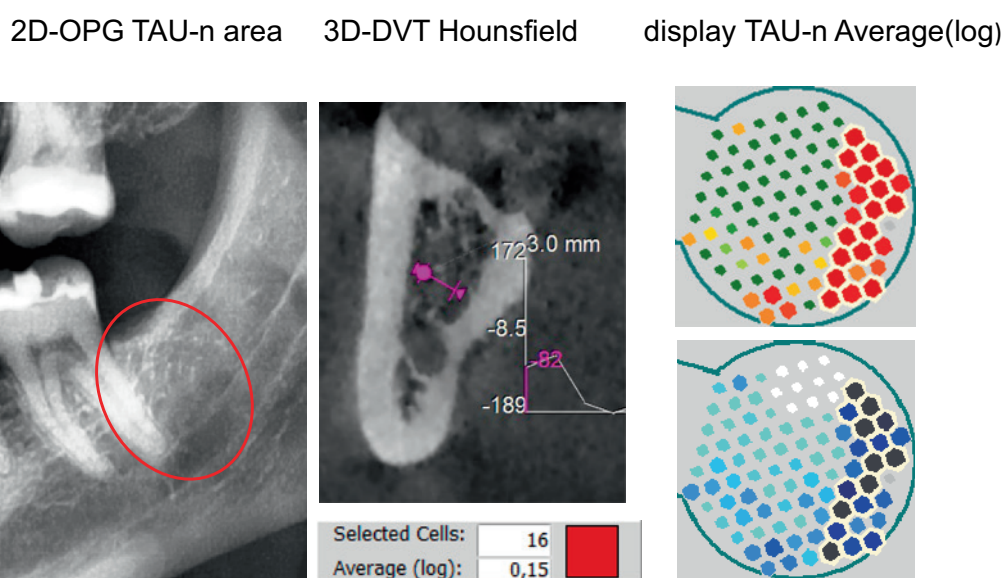 2D-OPG TAU-n area
3D-DVT Hounsfield
display TAU-n Average(log)
172
3.0 mm
-8.5
-82
-189
Selected Cells: 16
Average (log): 0,15